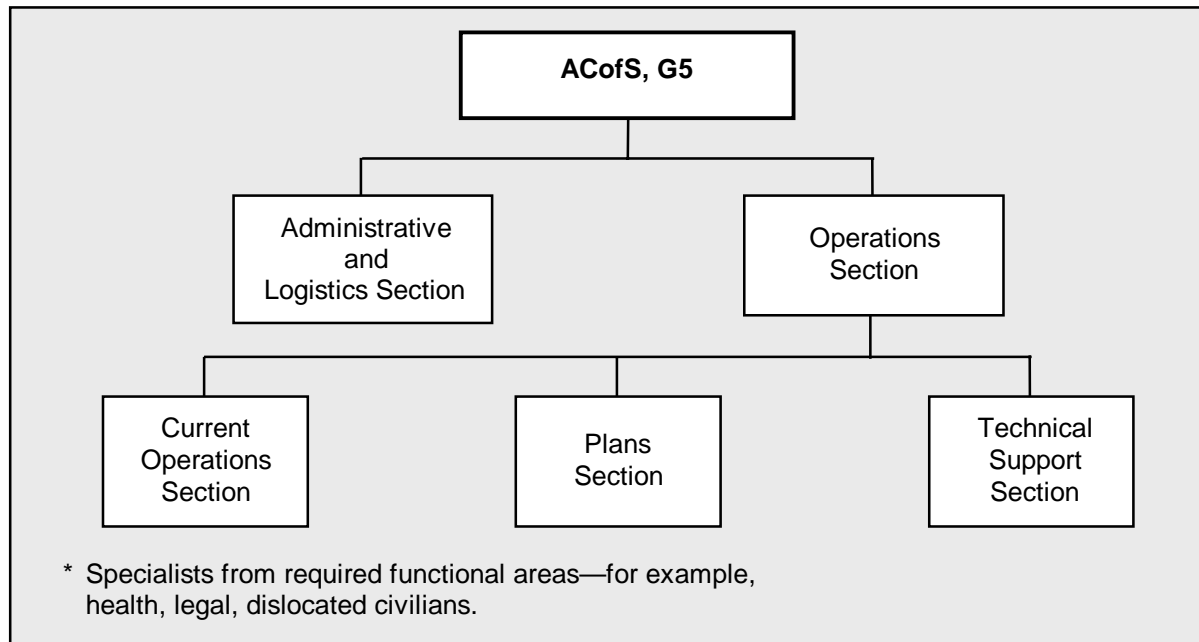 ACofS, G5
Administrative
and
Logistics Section
Operations
Section
Current
Operations
Section
Plans
Section
Technical
Support
Section
* Specialists from required functional areas—for example,
health, legal, dislocated civilians.